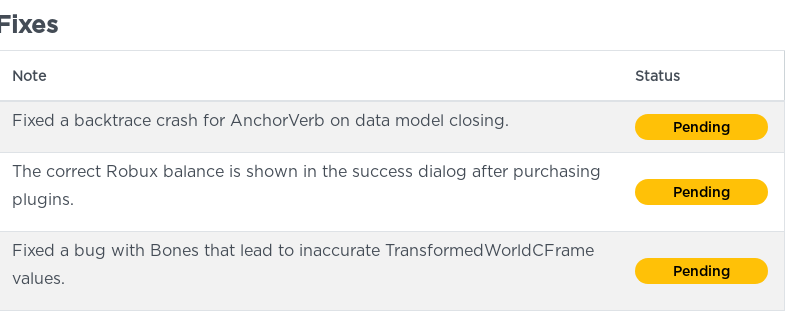 Fixes
Note Status
Fixed a backtrace crash for AnchorVerb on data model closing. Pending
The correct Robux balance is shown in the success dialog after purchasing
plugins.
Pending
Fixed a bug with Bones that lead to inaccurate TransformedWorldCFrame
values.
Pending